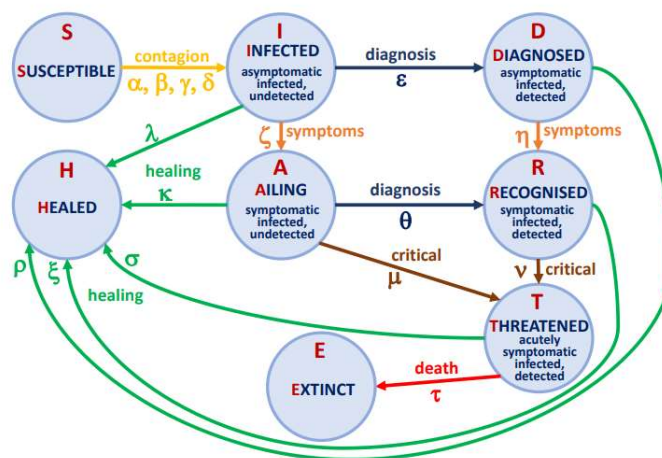 S
SUSCEPTIBLE
contagion
α, β, γ, δ
I
INFECTED
asymptomatic
infected,
undetected
diagnosis
ε
D
DIAGNOSED
asymptomatic
infected,
detected
λ
ζ symptoms
η symptoms
H
HEALED
healing
κ
A
AILING
symptomatic
infected,
undetected
diagnosis
θ
R
RECOGNISED
symptomatic
infected,
detected
ρ
ξ
healing
σ
critical
μ
ν critical
T
THREATENED
acutely
symptomatic
infected,
detected
E
EXTINCT
death
τ